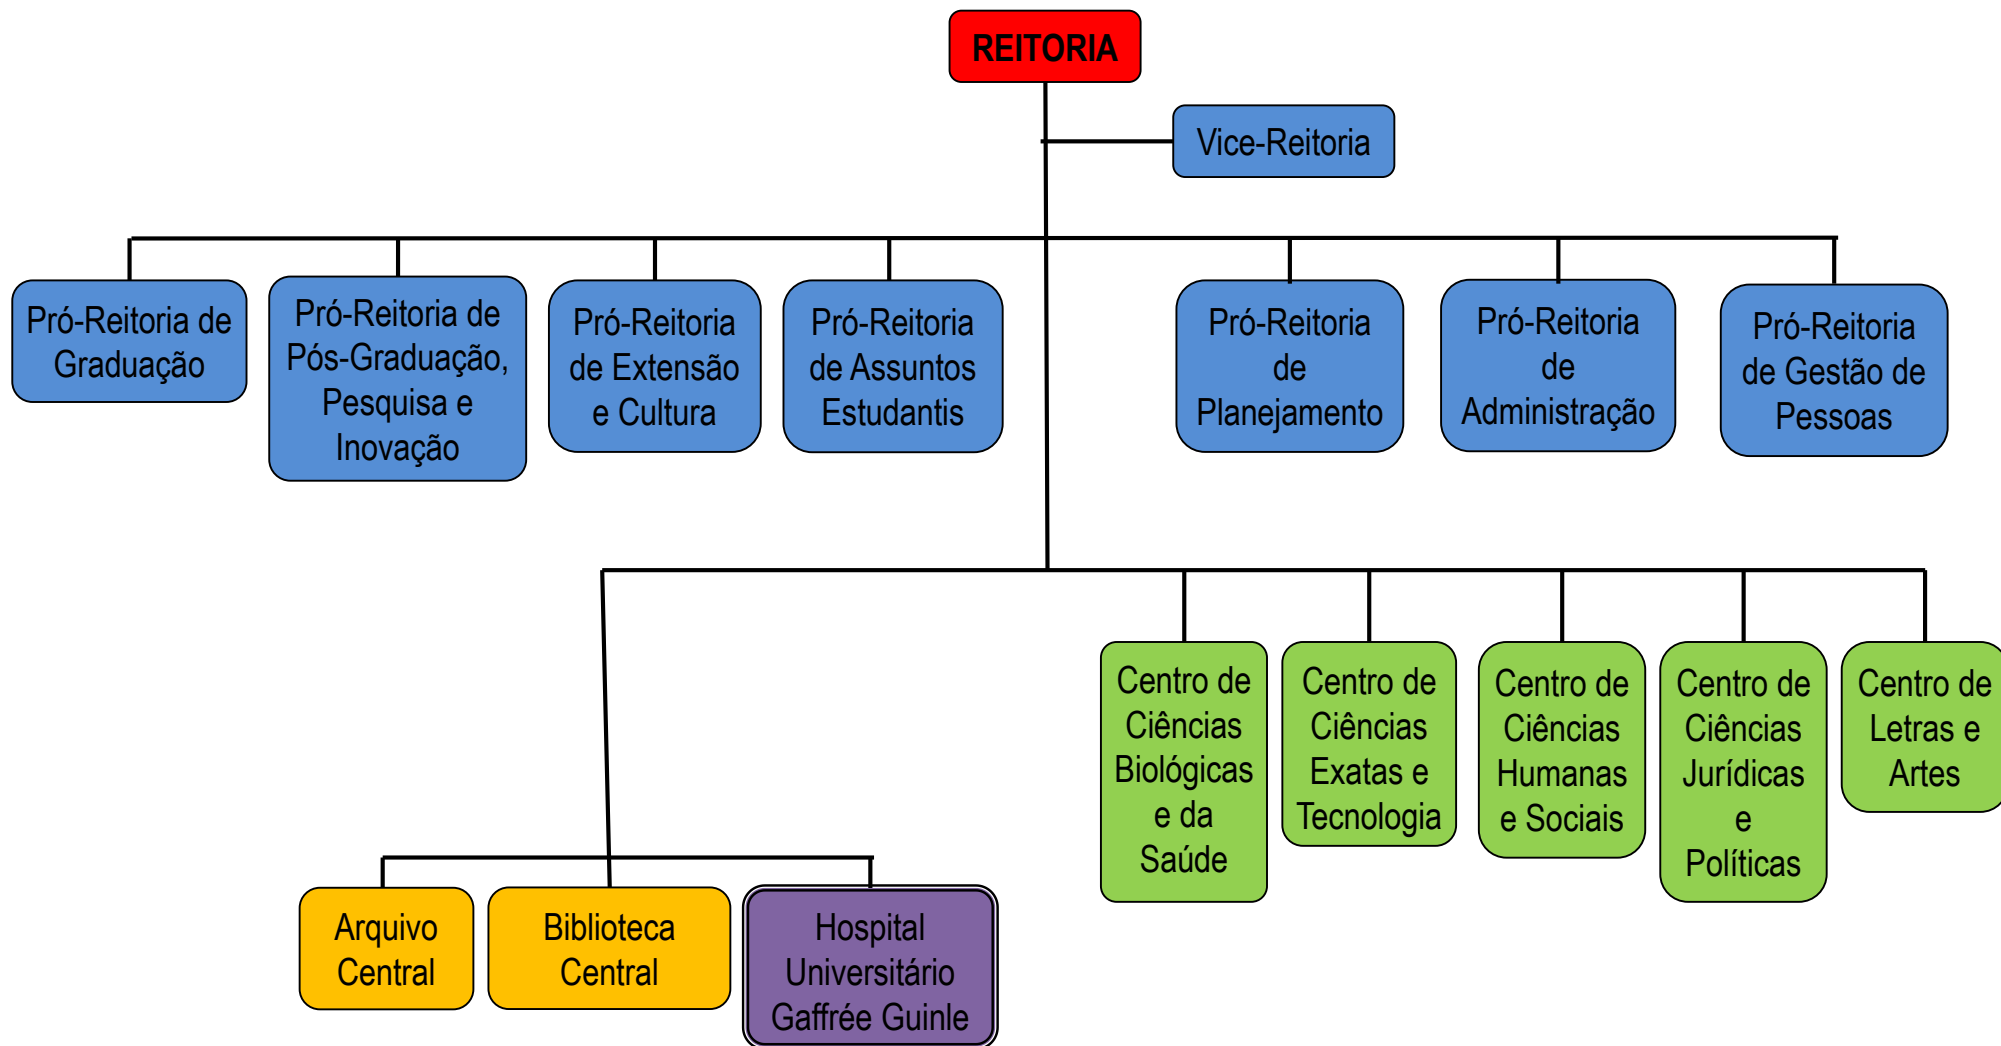 REITORIA
Vice-Reitoria
Pró-Reitoria de
Graduação
Pró-Reitoria de
Pós-Graduação,
Pesquisa e
Inovação
Pró-Reitoria
de Extensão
e Cultura
Pró-Reitoria
de Assuntos
Estudantis
Pró-Reitoria
de
Planejamento
Pró-Reitoria
de
Administração
Pró-Reitoria
de Gestão de
Pessoas
Centro de
Ciências
Biológicas
e da
Saúde
Centro de
Ciências
Exatas e
Tecnologia
Centro de
Ciências
Humanas
e Sociais
Centro de
Ciências
Jurídicas
e
Políticas
Centro de
Letras e
Artes
Arquivo
Central
Biblioteca
Central
Hospital
Universitário
Gaffrée Guinle